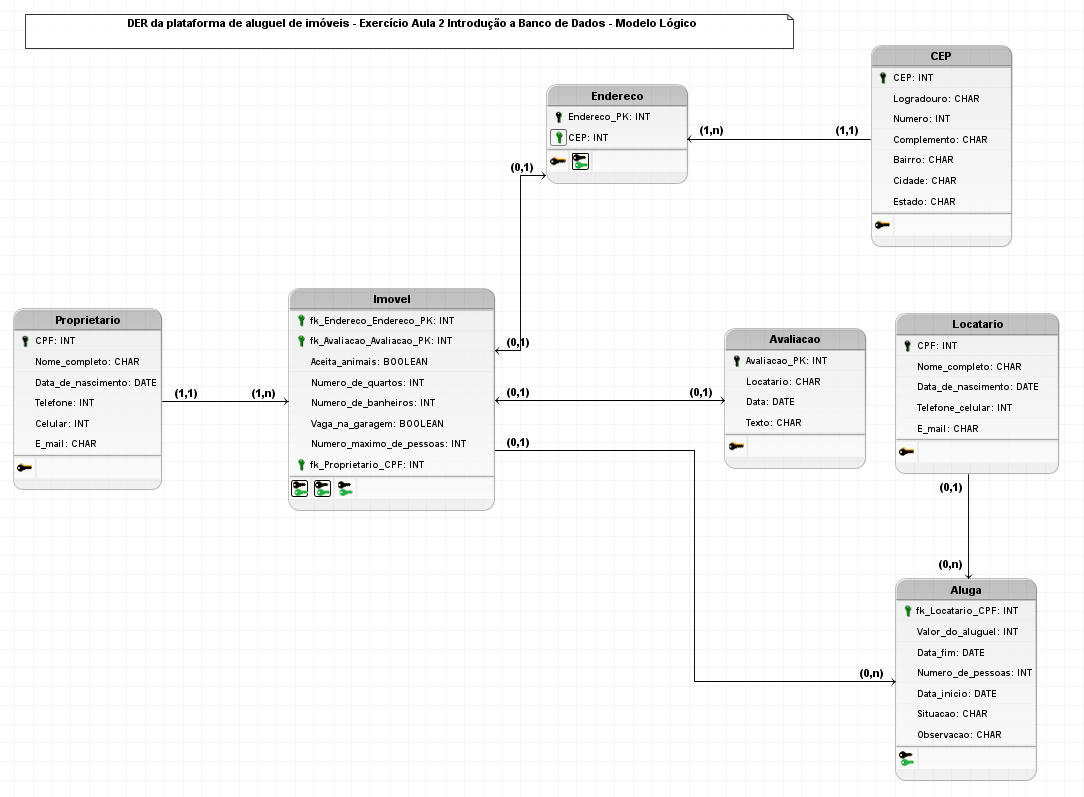 DER da plataforma de aluguel de imóveis - Exercício Aula 2 Introdução a Banco de Dados - Modelo Lógico
CEP
CEP: INT
Logradouro: CHAR
Numero: INT
Complemento: CHAR
Bairro: CHAR
Cidade: CHAR
Estado: CHAR
Endereco
Endereco_PK: INT
CEP: INT
(1,n)
(1,1)
(0,1)
(0,1)
Proprietario
CPF: INT
Nome_completo: CHAR
Data_de_nascimento: DATE
Telefone: INT
Celular: INT
E_mail: CHAR
(1,1)
(1,n)
Imovel
fk_Endereco_Endereco_PK: INT
fk_Avaliacao_Avaliacao_PK: INT
Aceita_animais: BOOLEAN
Numero_de_quartos: INT
Numero_de_banheiros: INT
Vaga_na_garagem: BOOLEAN
Numero_maximo_de_pessoas: INT
fk_Proprietario_CPF: INT
(0,1)
(0,1)
(0,1)
Avaliacao
Avaliacao_PK: INT
Locatario: CHAR
Data: DATE
Texto: CHAR
Locatario
CPF: INT
Nome_completo: CHAR
Data_de_nascimento: DATE
Telefone_celular: INT
E_mail: CHAR
(0,1)
(0,n)
(0,n)
Aluga
fk_Locatario_CPF: INT
Valor_do_aluguel: INT
Data_fim: DATE
Numero_de_pessoas: INT
Data_inicio: DATE
Situacao: CHAR
Observacao: CHAR